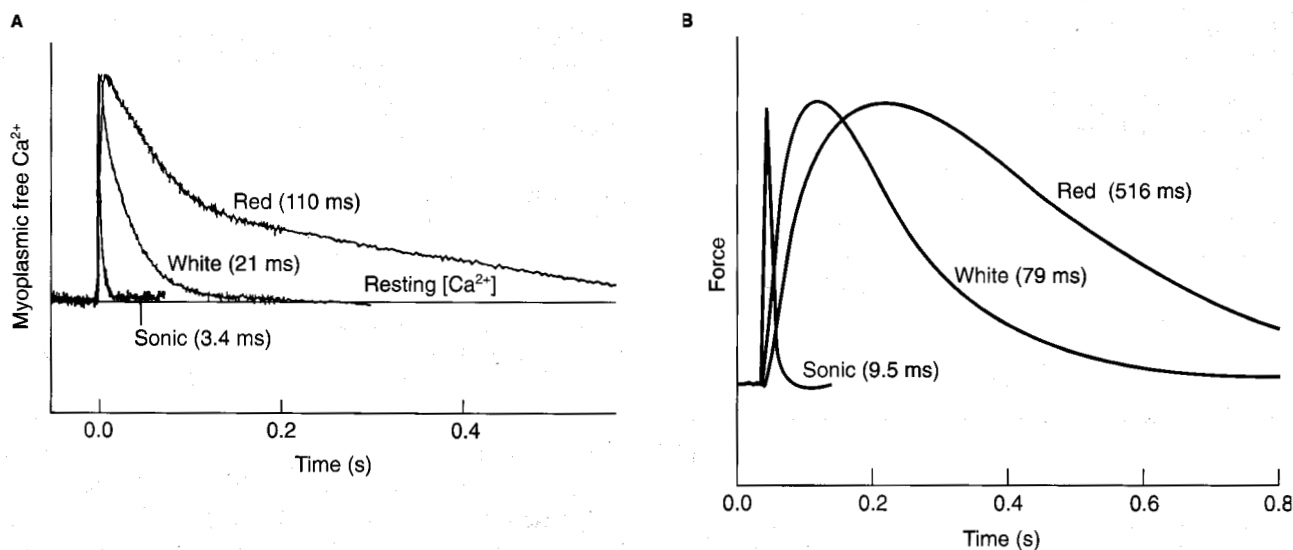 A
Myoplasmic free Ca²⁺
Red (110 ms)
White (21 ms)
Resting [Ca²⁺]
Sonic (3.4 ms)
0.0 0.2 0.4
Time (s)
B
Force
Red (516 ms)
White (79 ms)
Sonic (9.5 ms)
0.0 0.2 0.4 0.6 0.8
Time (s)